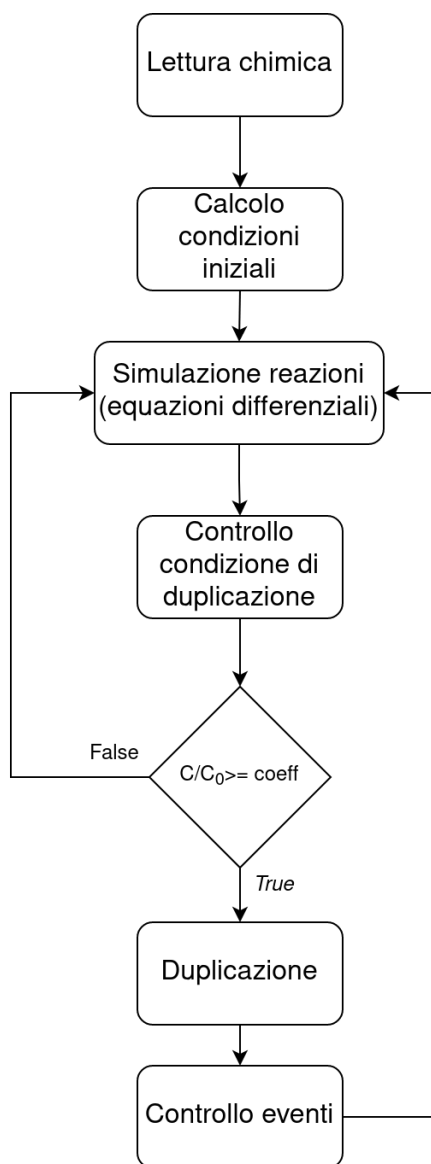 Lettura chimica
Calcolo
condizioni
iniziali
Simulazione reazioni
(equazioni differenziali)
Controllo
condizione di
duplicazione
False
C/C₀>= coeff
True
Duplicazione
Controllo eventi